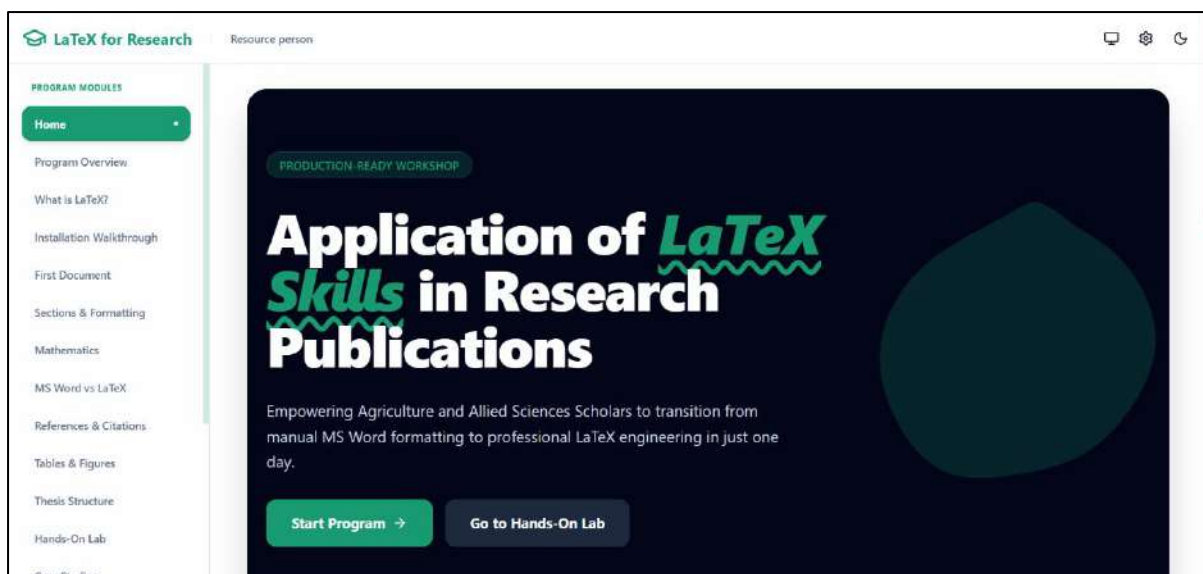 LaTeX for Research
Resource person
PROGRAM MODULES
Home
Program Overview
What is LaTeX?
Installation Walkthrough
First Document
Sections & Formatting
Mathematics
MS Word vs LaTeX
References & Citations
Tables & Figures
Thesis Structure
Hands-On Lab
PRODUCTION-READY WORKSHOP
Application of LaTeX
Skills in Research
Publications
Empowering Agriculture and Allied Sciences Scholars to transition from
manual MS Word formatting to professional LaTeX engineering in just one
day.
Start Program →
Go to Hands-On Lab